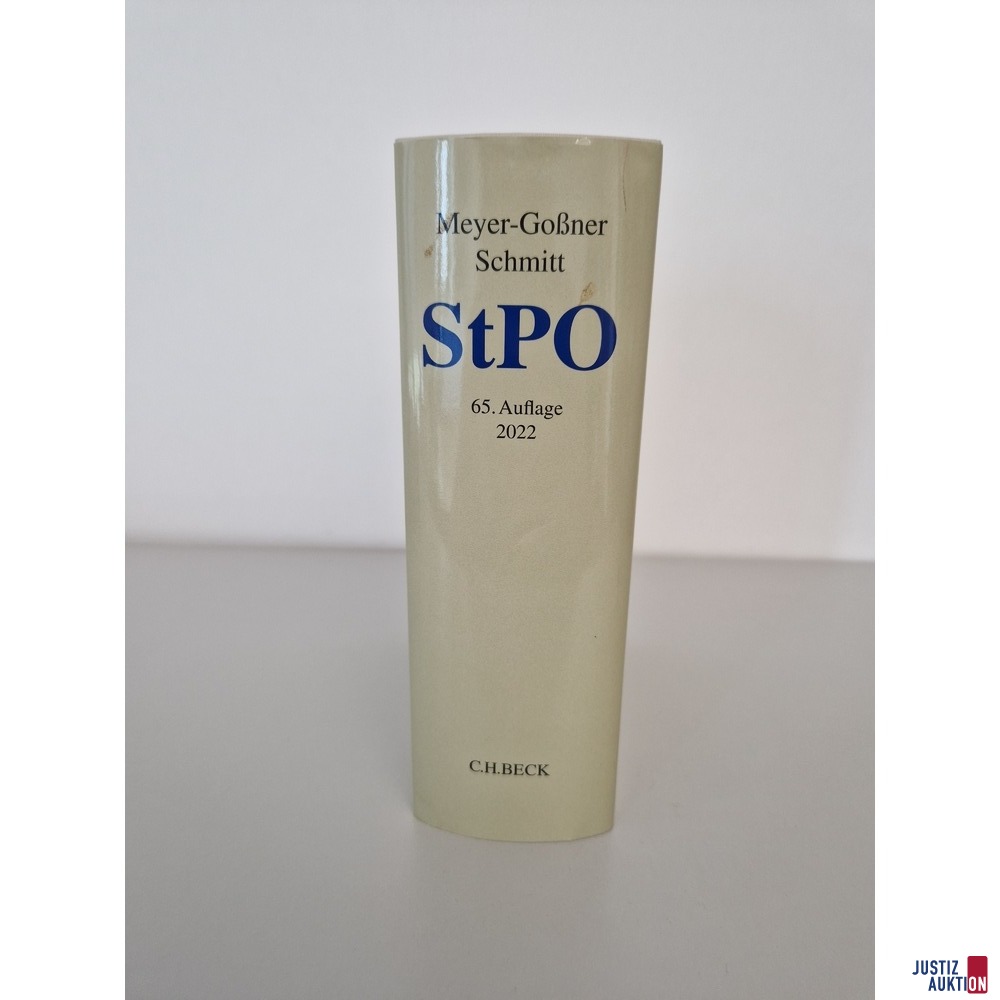 Meyer-Goßner
Schmitt
StPO
65. Auflage
2022
C.H.BECK
JUSTIZ
AUKTION